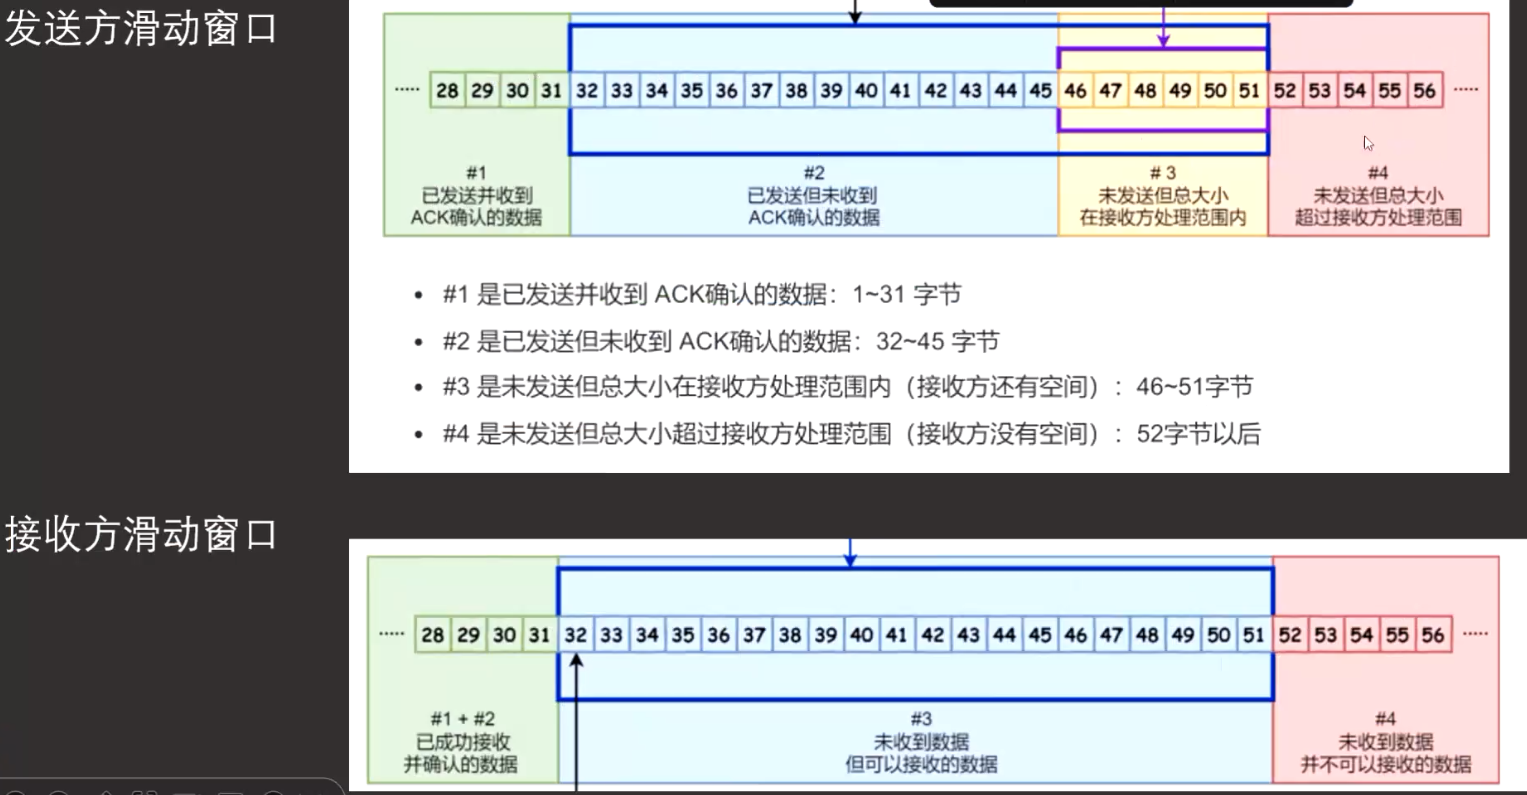 发送方滑动窗口
..... 28 29 30 31 32 33 34 35 36 37 38 39 40 41 42 43 44 45 46 47 48 49 50 51 52 53 54 55 56 .....
#1
已发送并收到
ACK确认的数据
#2
已发送但未收到
ACK确认的数据
# 3
未发送但总大小
在接收方处理范围内
#4
未发送但总大小
超过接收方处理范围
• #1 是已发送并收到 ACK确认的数据：1~31 字节
• #2 是已发送但未收到 ACK确认的数据：32~45 字节
• #3 是未发送但总大小在接收方处理范围内（接收方还有空间）：46~51字节
• #4 是未发送但总大小超过接收方处理范围（接收方没有空间）：52字节以后
接收方滑动窗口
..... 28 29 30 31 32 33 34 35 36 37 38 39 40 41 42 43 44 45 46 47 48 49 50 51 52 53 54 55 56 .....
#1 + #2
已成功接收
并确认的数据
#3
未收到数据
但可以接收的数据
#4
未收到数据
并不可以接收的数据